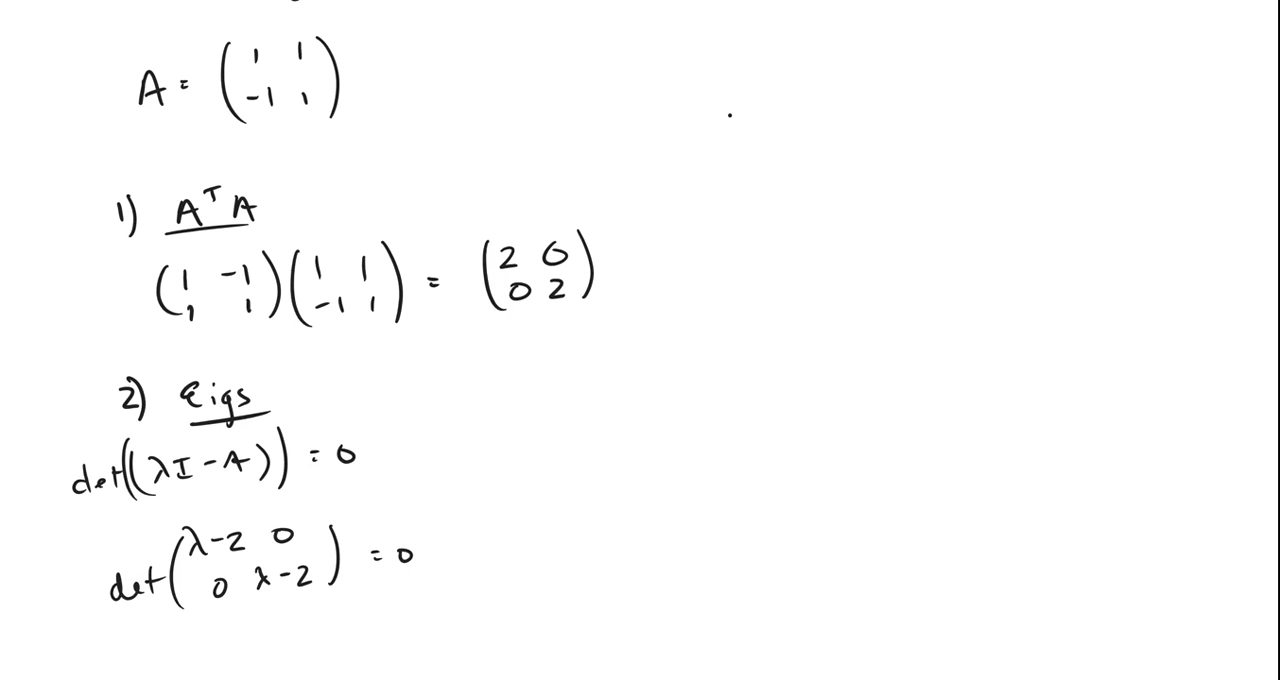 A = ( 1 1
-1 1 )
1) Aᵀ A
( 1 -1
1 1 ) ( 1 1
-1 1 ) = ( 2 0
0 2 )
2) Eigs
det((λI - A)) = 0
det ( λ-2 0
0 λ-2 ) = 0